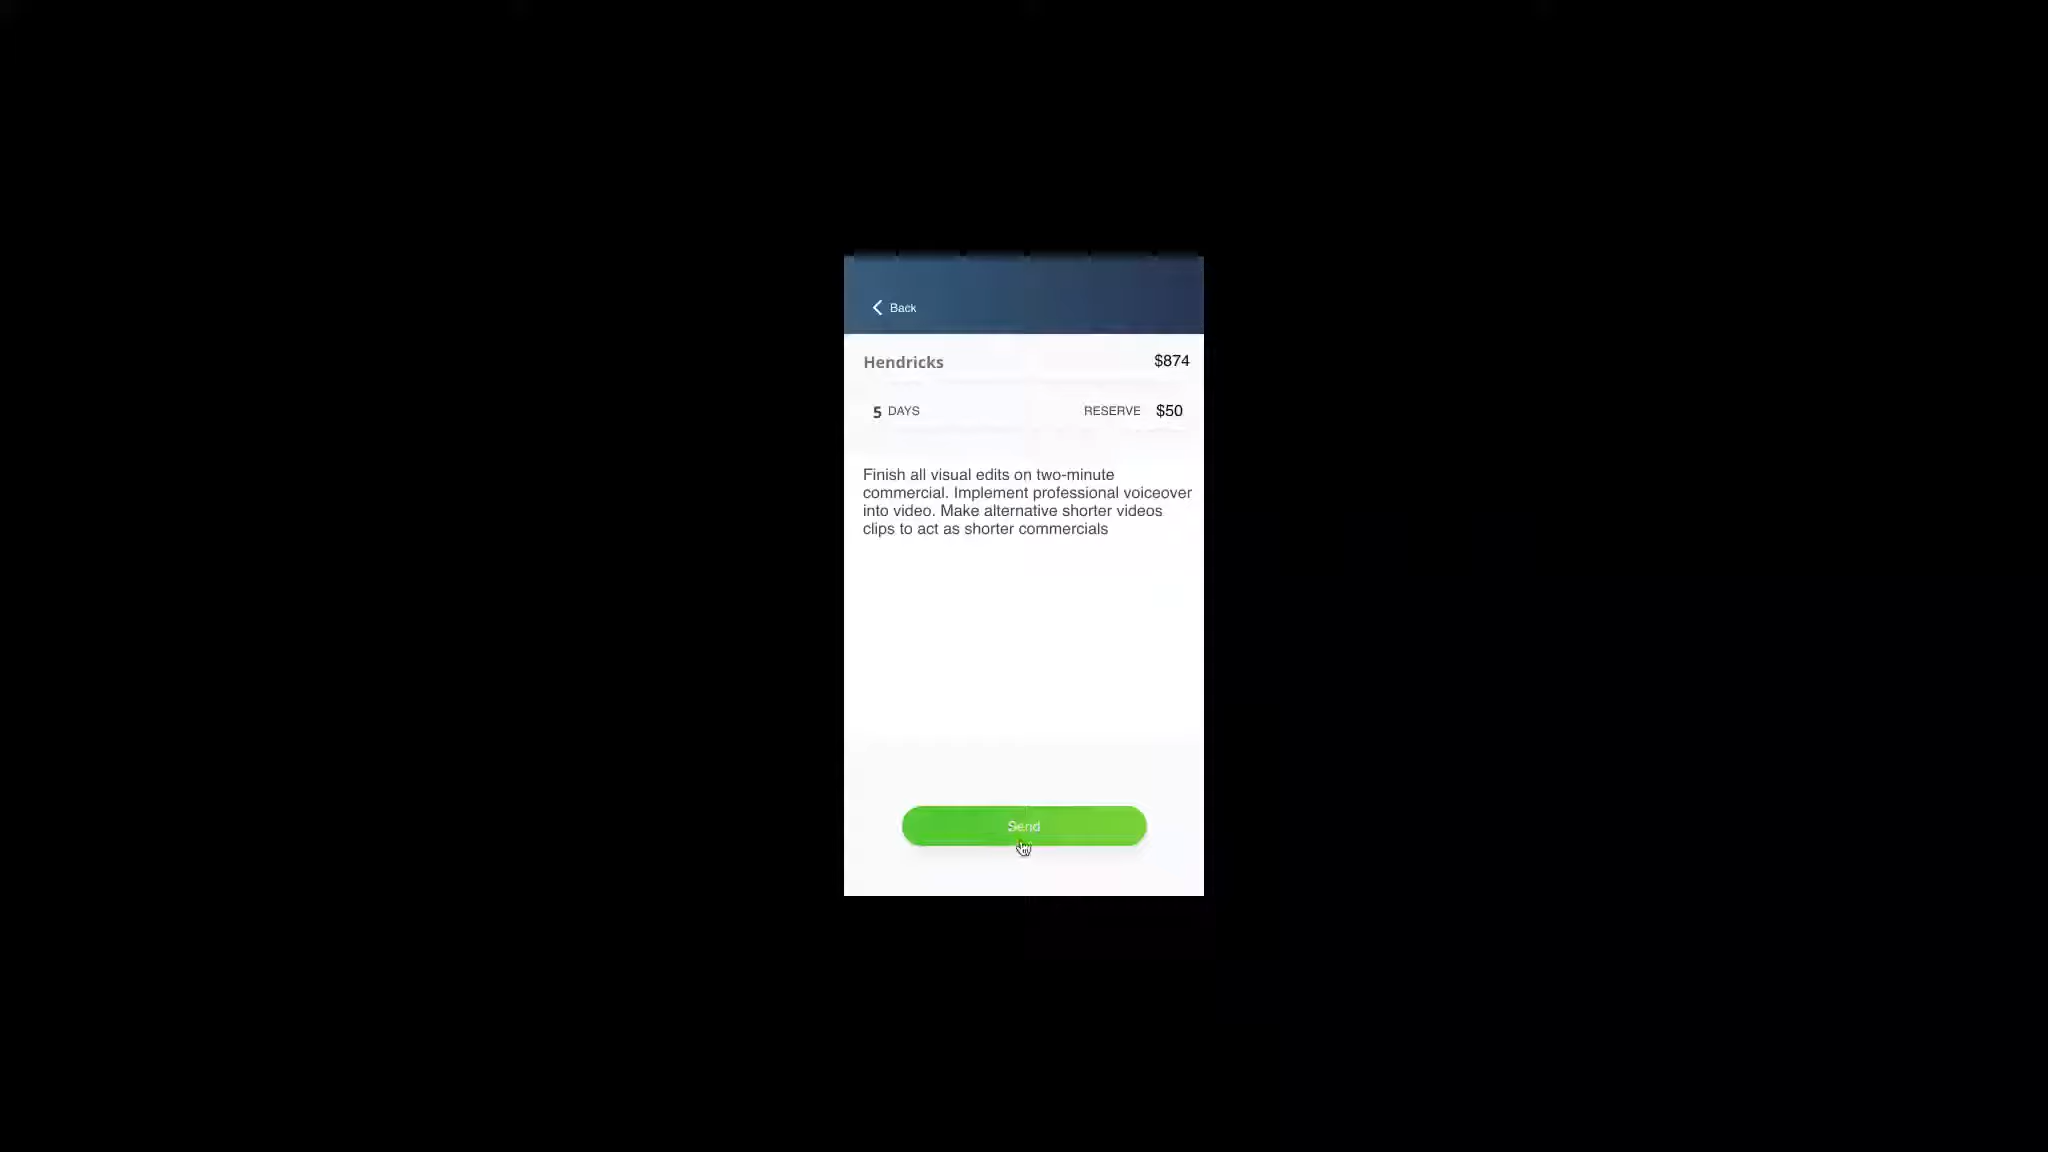 Back
Hendricks $874
5 DAYS RESERVE $50
Finish all visual edits on two-minute
commercial. Implement professional voiceover
into video. Make alternative shorter videos
clips to act as shorter commercials
Send